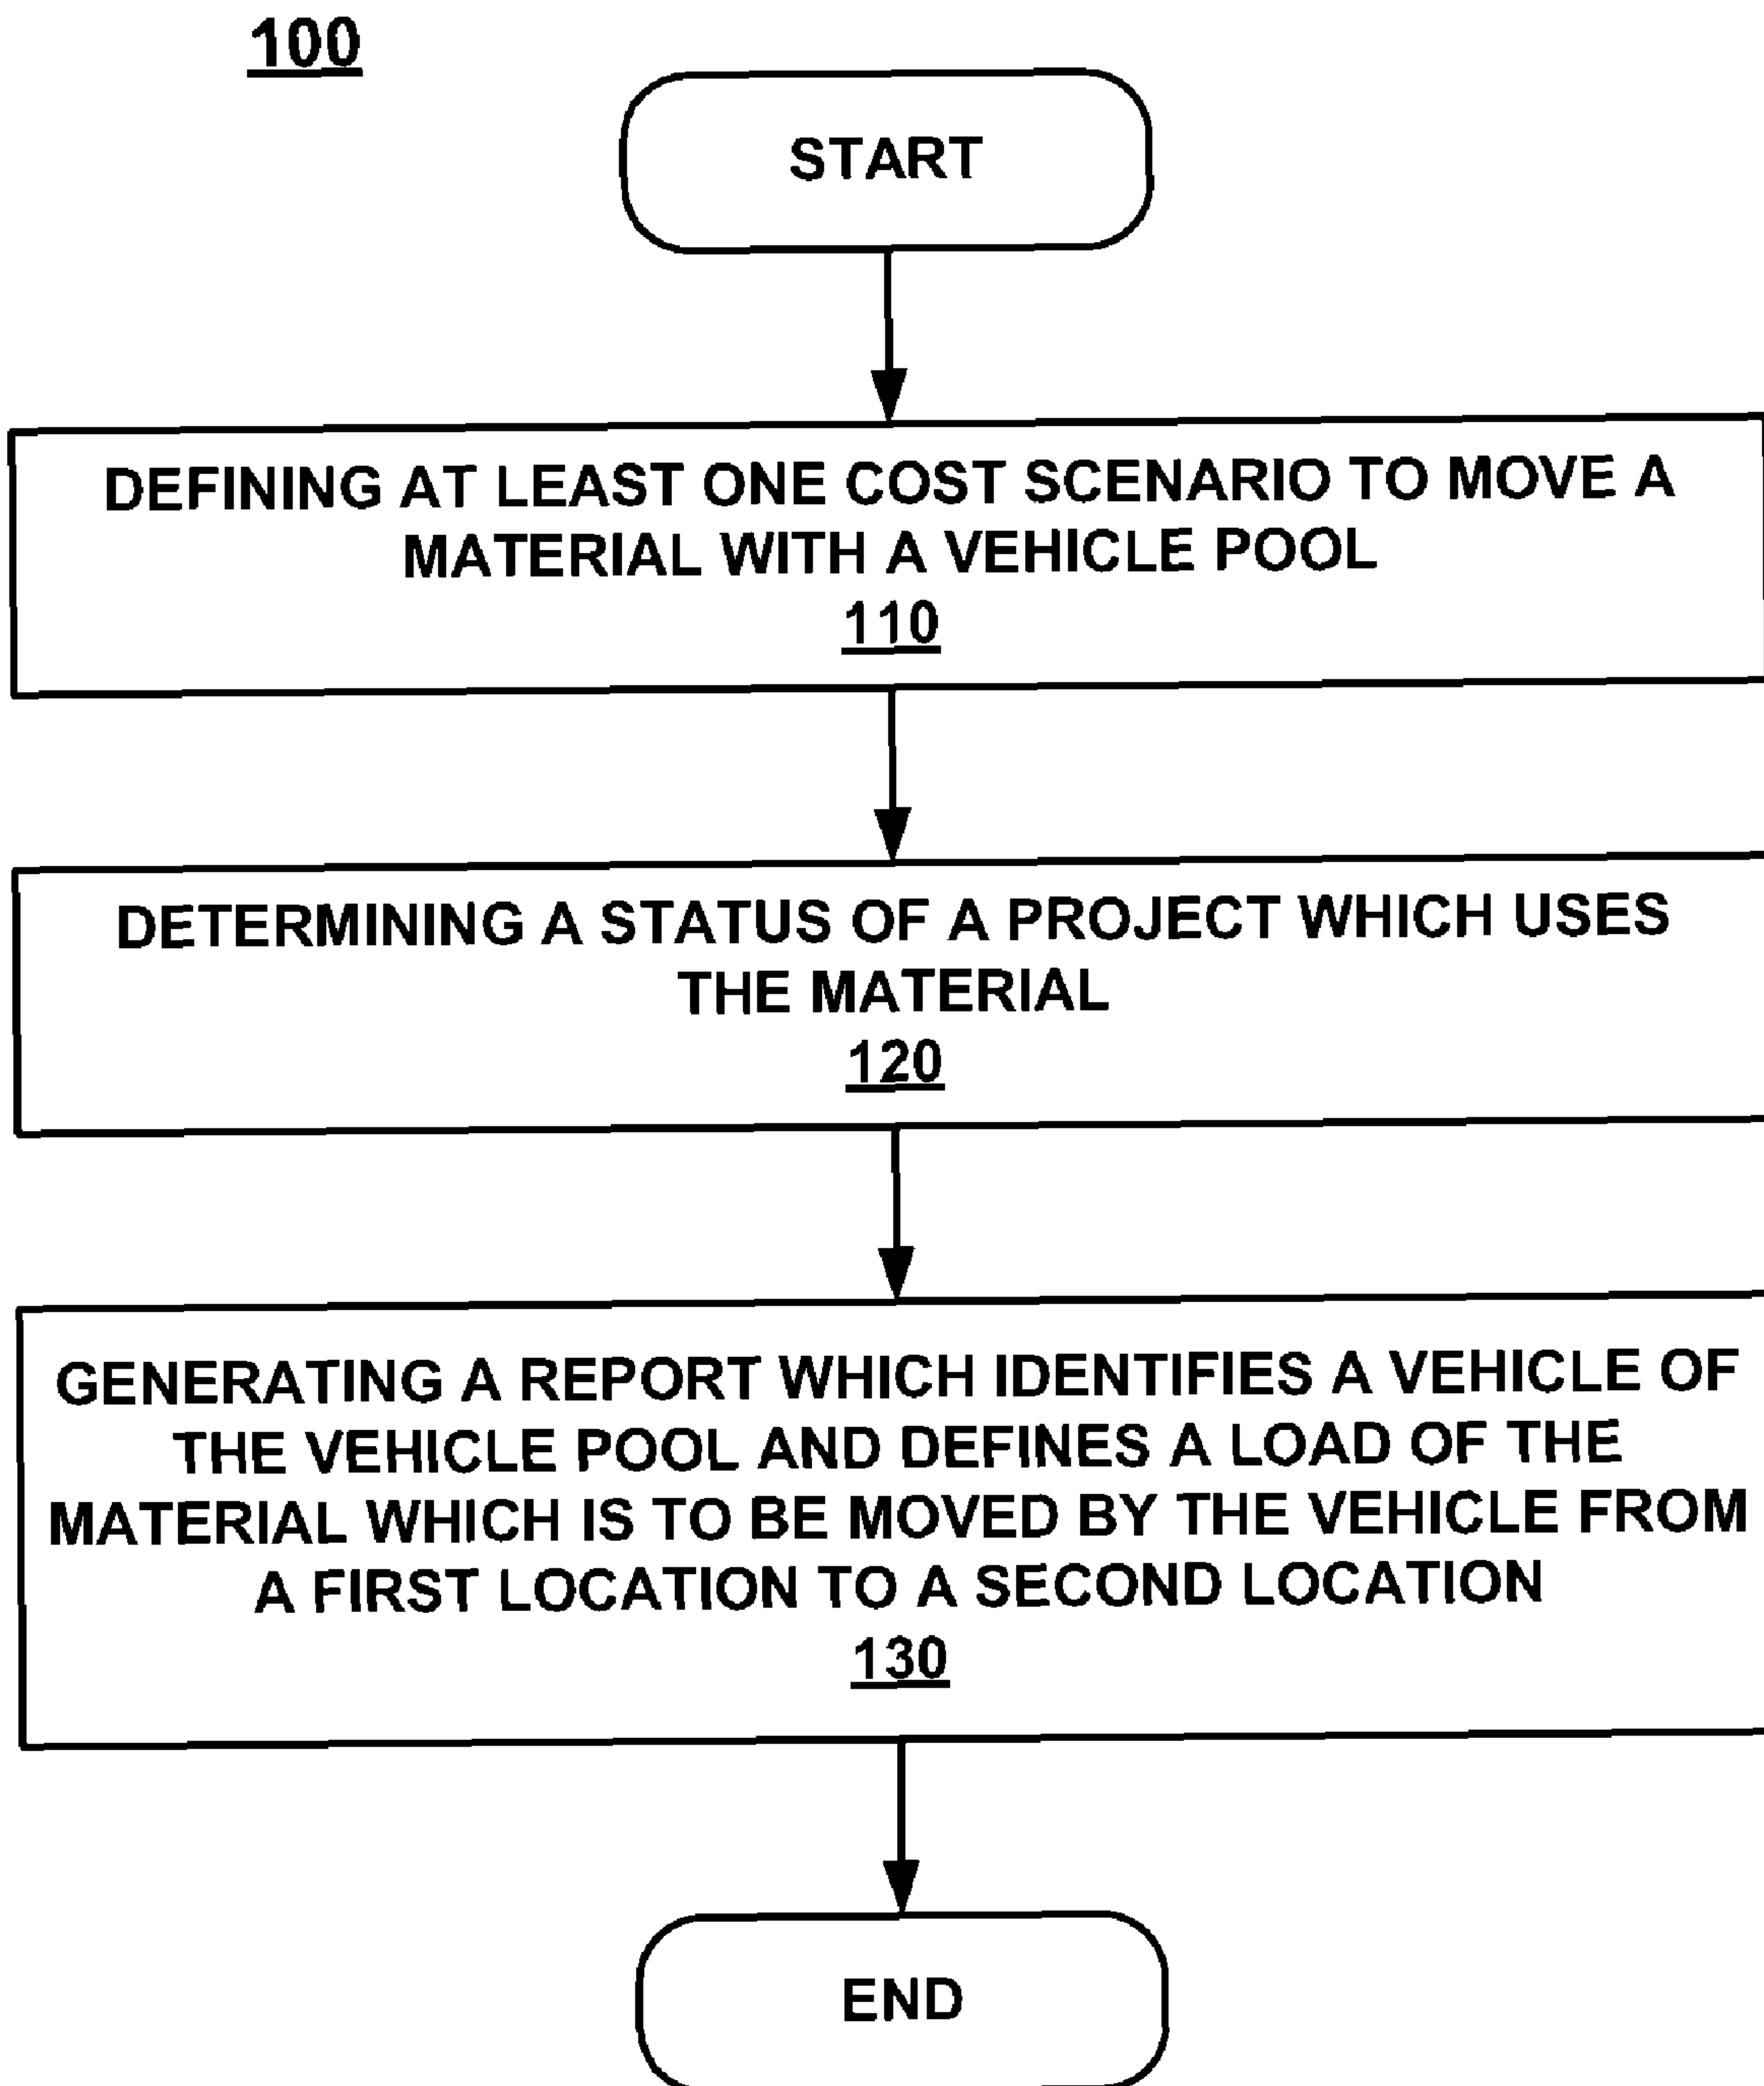 100
START
DEFINING AT LEAST ONE COST SCENARIO TO MOVE A
MATERIAL WITH A VEHICLE POOL
110
DETERMINING A STATUS OF A PROJECT WHICH USES
THE MATERIAL
120
GENERATING A REPORT WHICH IDENTIFIES A VEHICLE OF
THE VEHICLE POOL AND DEFINES A LOAD OF THE
MATERIAL WHICH IS TO BE MOVED BY THE VEHICLE FROM
A FIRST LOCATION TO A SECOND LOCATION
130
END